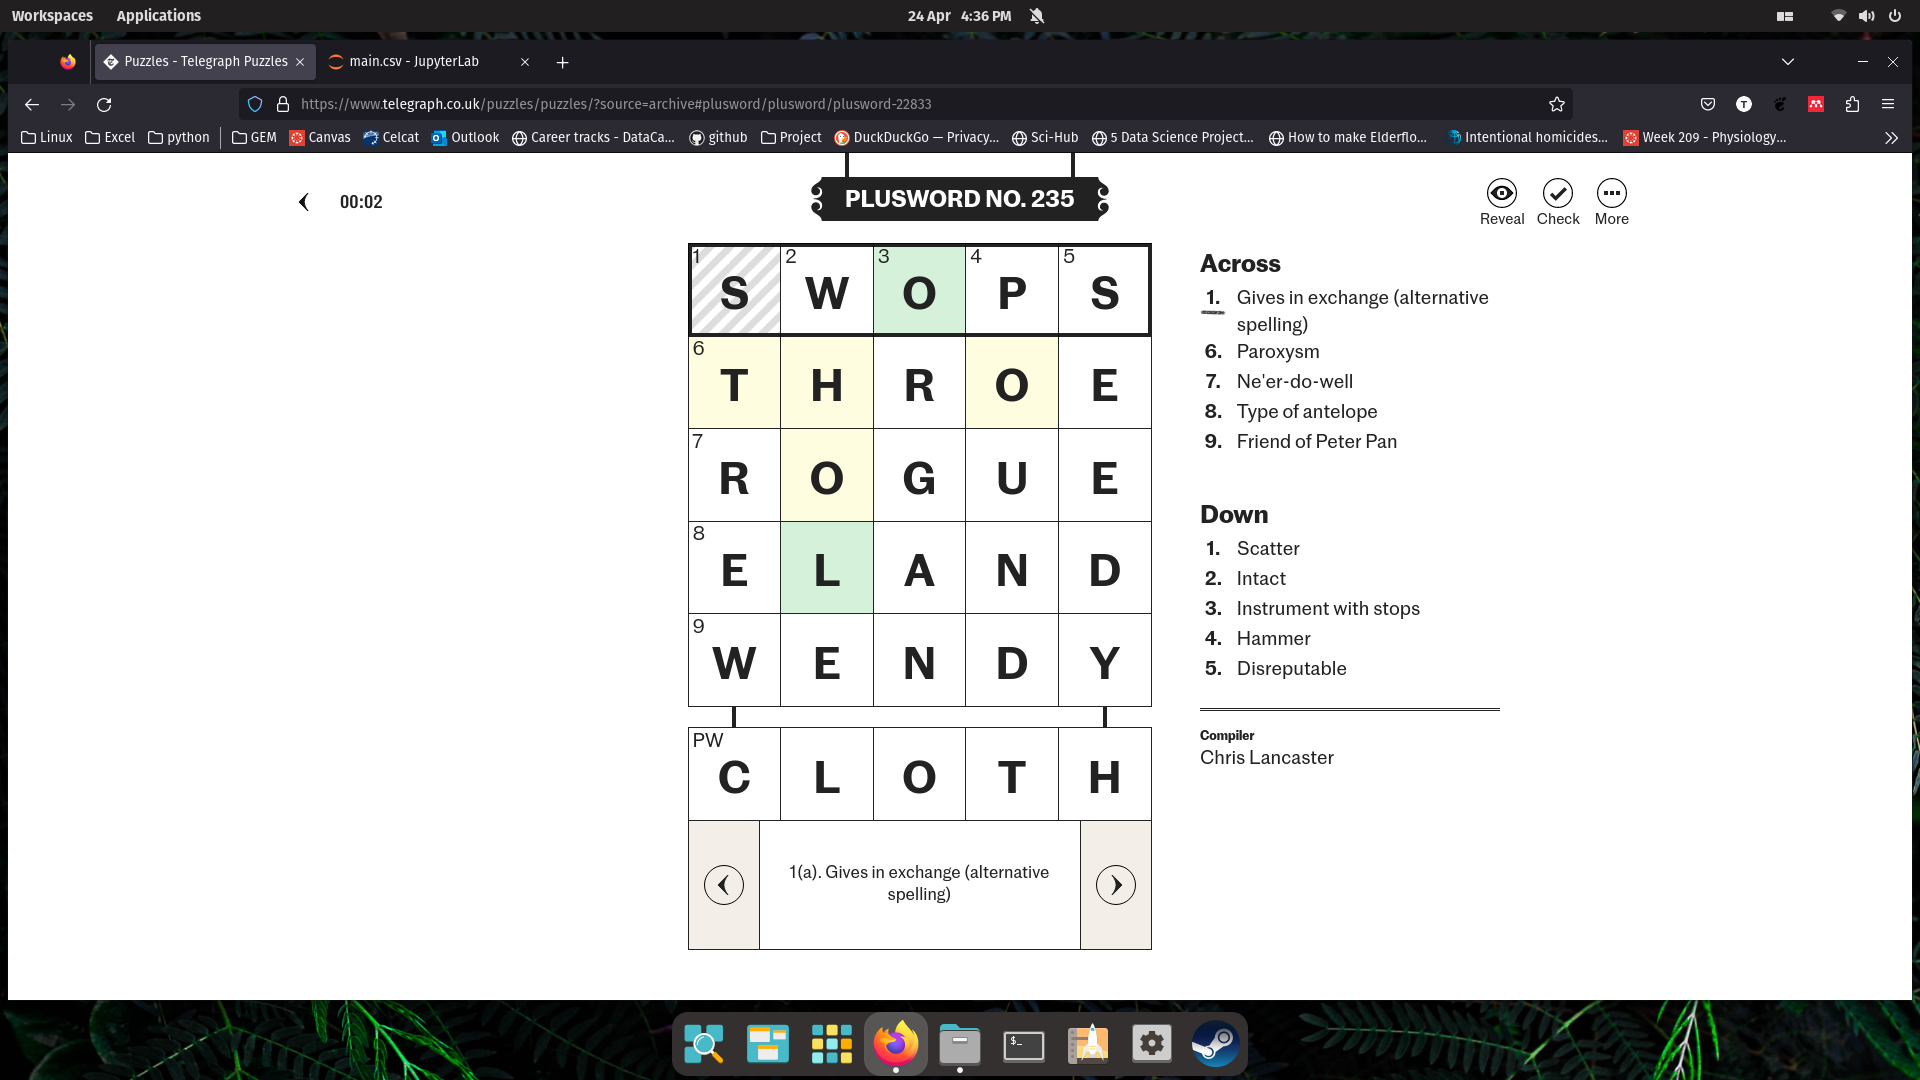 Workspaces Applications 24 Apr 4:36 PM
Puzzles - Telegraph Puzzles main.csv - JupyterLab
https://www.telegraph.co.uk/puzzles/puzzles/?source=archive#plusword/plusword/plusword-22833
Linux Excel python GEM Canvas Celcat Outlook Career tracks - DataCa... github Project DuckDuckGo — Privacy... Sci-Hub 5 Data Science Project... How to make Elderflo... Intentional homicides... Week 209 - Physiology...
00:02
PLUSWORD NO. 235
Reveal Check More
1 2 3 4 5
S W O P S
6
T H R O E
7
R O G U E
8
E L A N D
9
W E N D Y
PW
C L O T H
1(a). Gives in exchange (alternative
spelling)
Across
1. Gives in exchange (alternative
spelling)
6. Paroxysm
7. Ne'er-do-well
8. Type of antelope
9. Friend of Peter Pan
Down
1. Scatter
2. Intact
3. Instrument with stops
4. Hammer
5. Disreputable
Compiler
Chris Lancaster